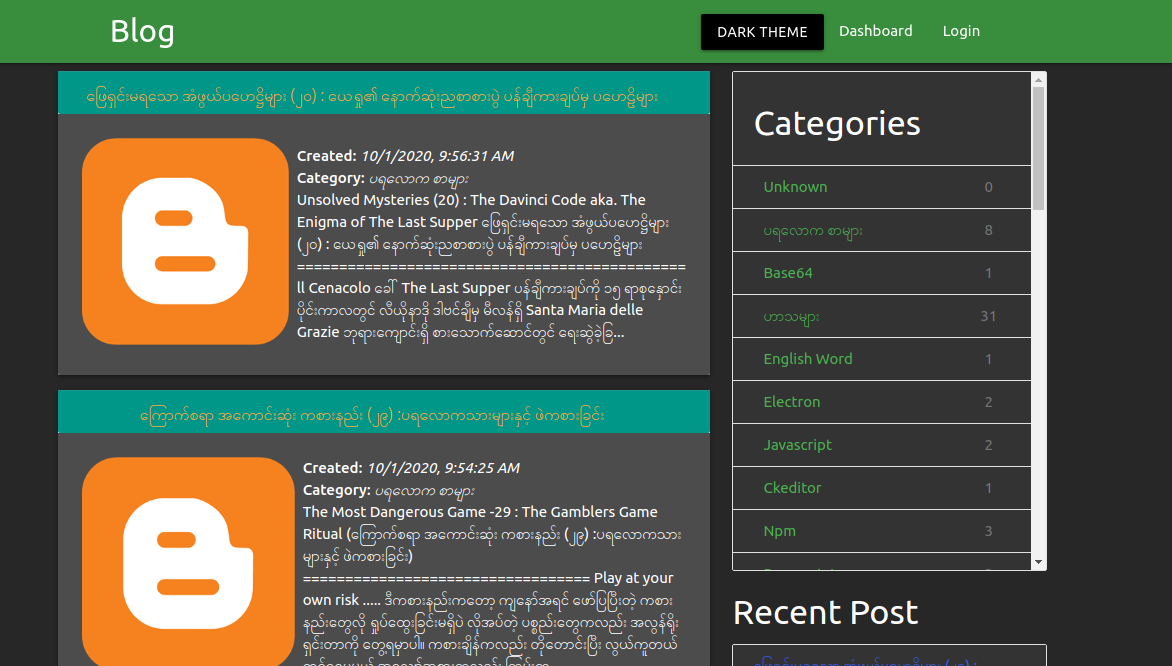 Blog
DARK THEME
Dashboard
Login
ဖြေရှင်းမရသော အံဖွယ်ပဟေဋ္ဌိများ (၂၀) : ယေရှု၏ နောက်ဆုံးညစာစားပွဲ ပန်ချီကားချပ်မှ ပဟေဠိများ
Created: 10/1/2020, 9:56:31 AM
Category: ပရလောက စာများ
Unsolved Mysteries (20) : The Davinci Code aka. The
Enigma of The Last Supper ဖြေရှင်းမရသော အံဖွယ်ပဟေဋ္ဌိများ
(၂၀) : ယေရှု၏ နောက်ဆုံးညစာစားပွဲ ပန်ချီကားချပ်မှ ပဟေဠိများ
==============================================
ll Cenacolo ခေါ် The Last Supper ပန်ချီကားချပ်ကို ၁၅ ရာစုနှောင်း
ပိုင်းကာလတွင် လီယိုနာဒို ဒါဗင်ချီမှ မီလန်ရှိ Santa Maria delle
Grazie ဘုရားကျောင်းရှိ စားသောက်ဆောင်တွင် ရေးဆွဲခဲ့ခြ...
ကြောက်စရာ အကောင်းဆုံး ကစားနည်း (၂၉) :ပရလောကသားများနှင့် ဖဲကစားခြင်း
Created: 10/1/2020, 9:54:25 AM
Category: ပရလောက စာများ
The Most Dangerous Game -29 : The Gamblers Game
Ritual (ကြောက်စရာ အကောင်းဆုံး ကစားနည်း (၂၉) :ပရလောကသား
များနှင့် ဖဲကစားခြင်း)
================================== Play at your
own risk ..... ဒီကစားနည်းကတော့ ကျနော်အရင် ဖော်ပြပြီးတဲ့ ကစား
နည်းတွေလို ရှုပ်ထွေးခြင်းမရှိပဲ လိုအပ်တဲ့ ပစ္စည်းတွေကလည်း အလွန်ရိုး
ရှင်းတာကို တွေ့ရမှာပါ။ ကစားချိန်ကလည်း တိုတောင်းပြီး လွယ်ကူတယ်
Categories
Unknown 0
ပရလောက စာများ 8
Base64 1
ဟာသများ 31
English Word 1
Electron 2
Javascript 2
Ckeditor 1
Npm 3
Recent Post